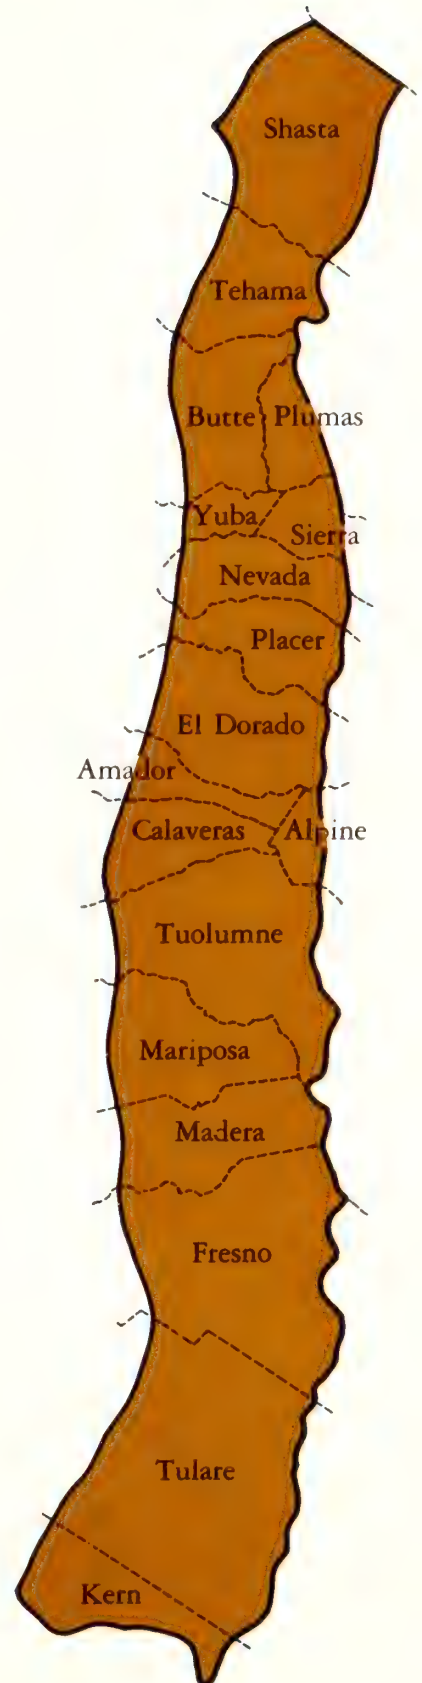 Shasta
Tehama
Butte
Plumas
Yuba
Sierra
Nevada
Placer
El Dorado
Amador
Calaveras
Alpine
Tuolumne
Mariposa
Madera
Fresno
Tulare
Kern